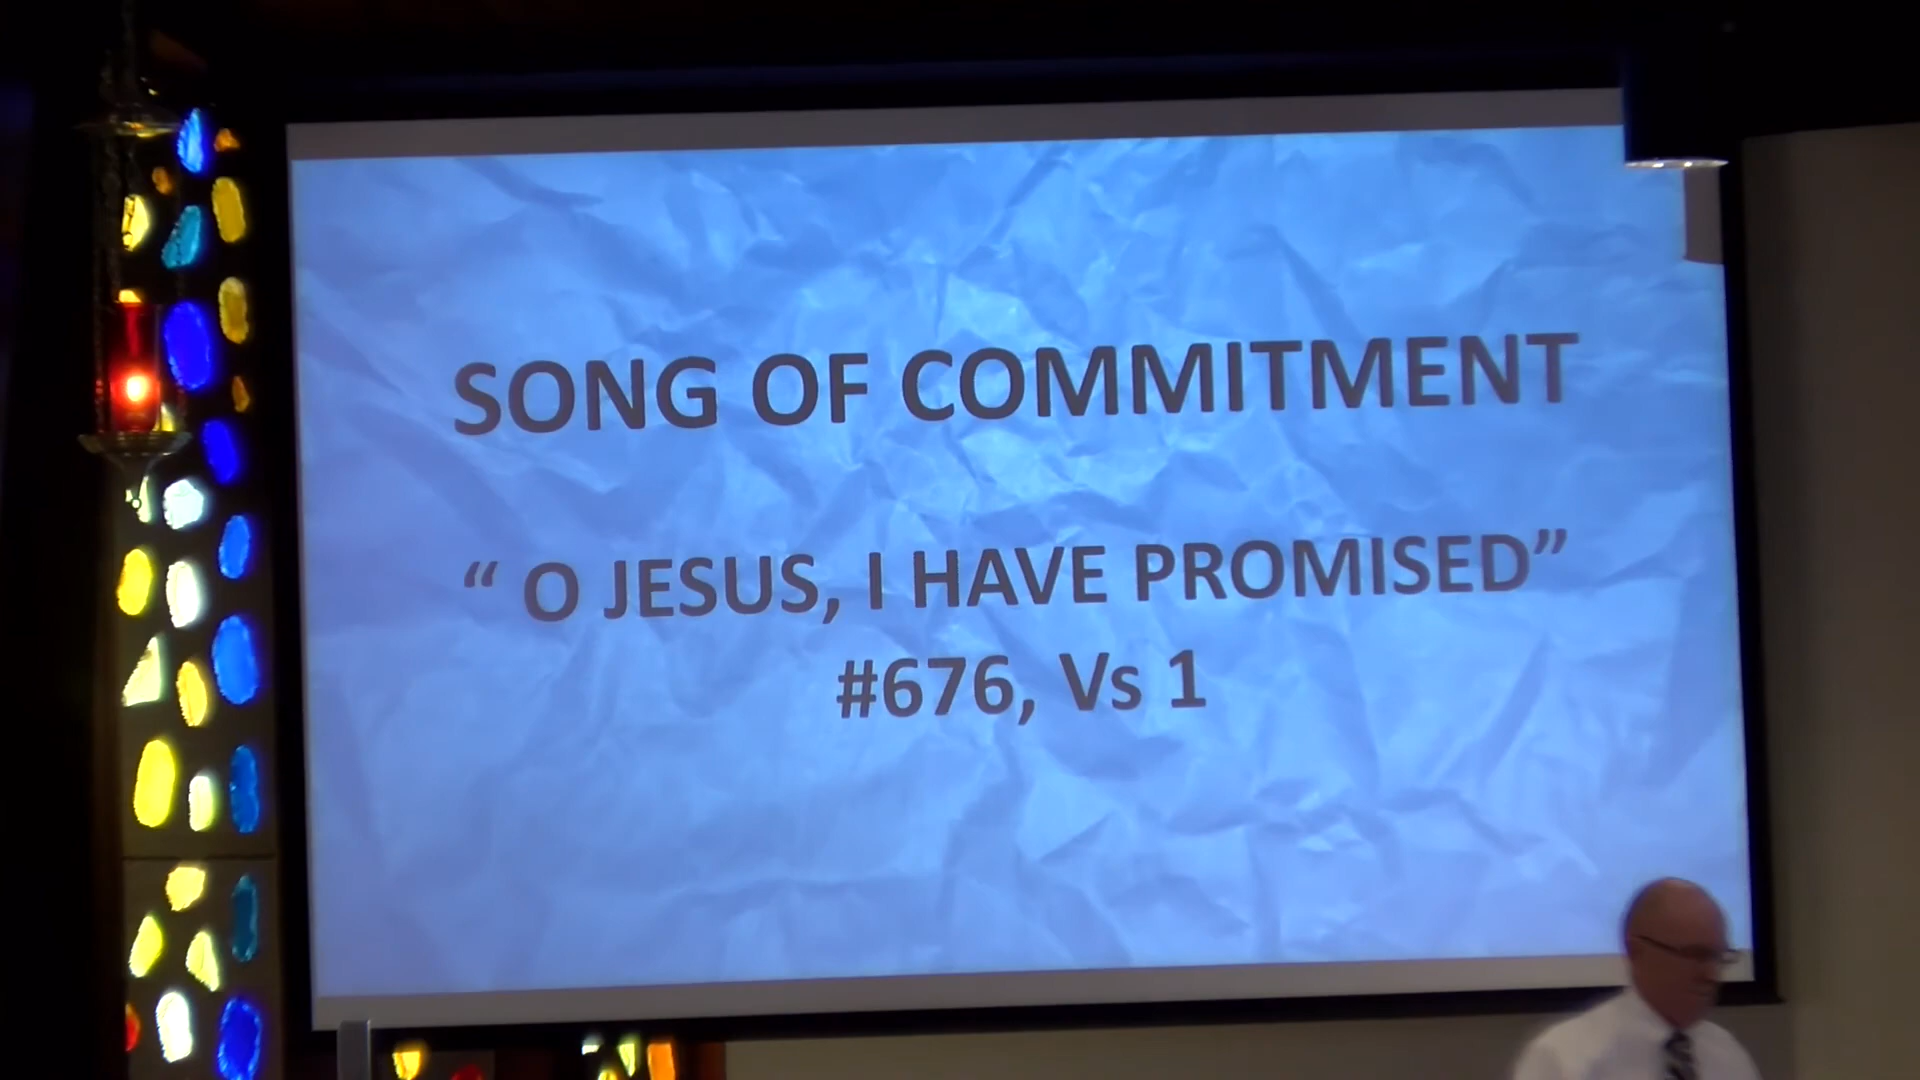 SONG OF COMMITMENT
“ O JESUS, I HAVE PROMISED”
#676, Vs 1